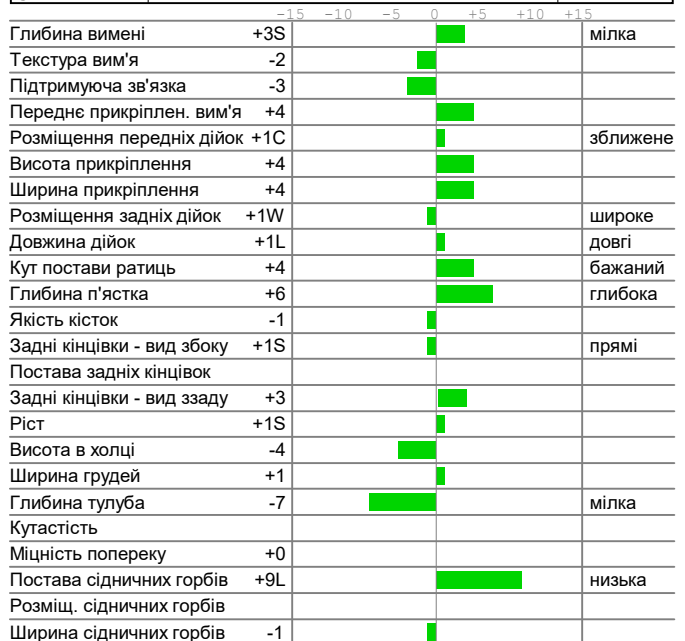 -15 -10 -5 0 +5 +10 +15
Глибина вимені +3S мілка
Текстура вим'я -2
Підтримуюча зв'язка -3
Переднє прикріплен. вим'я +4
Розміщення передніх дійок +1C зближене
Висота прикріплення +4
Ширина прикріплення +4
Розміщення задніх дійок +1W широке
Довжина дійок +1L довгі
Кут постави ратиць +4 бажаний
Глибина п'ястка +6 глибока
Якість кісток -1
Задні кінцівки - вид збоку +1S прямі
Постава задніх кінцівок
Задні кінцівки - вид ззаду +3
Ріст +1S
Висота в холці -4
Ширина грудей +1
Глибина тулуба -7 мілка
Кутастість
Міцність попереку +0
Постава сідничних горбів +9L низька
Розміщ. сідничних горбів
Ширина сідничних горбів -1